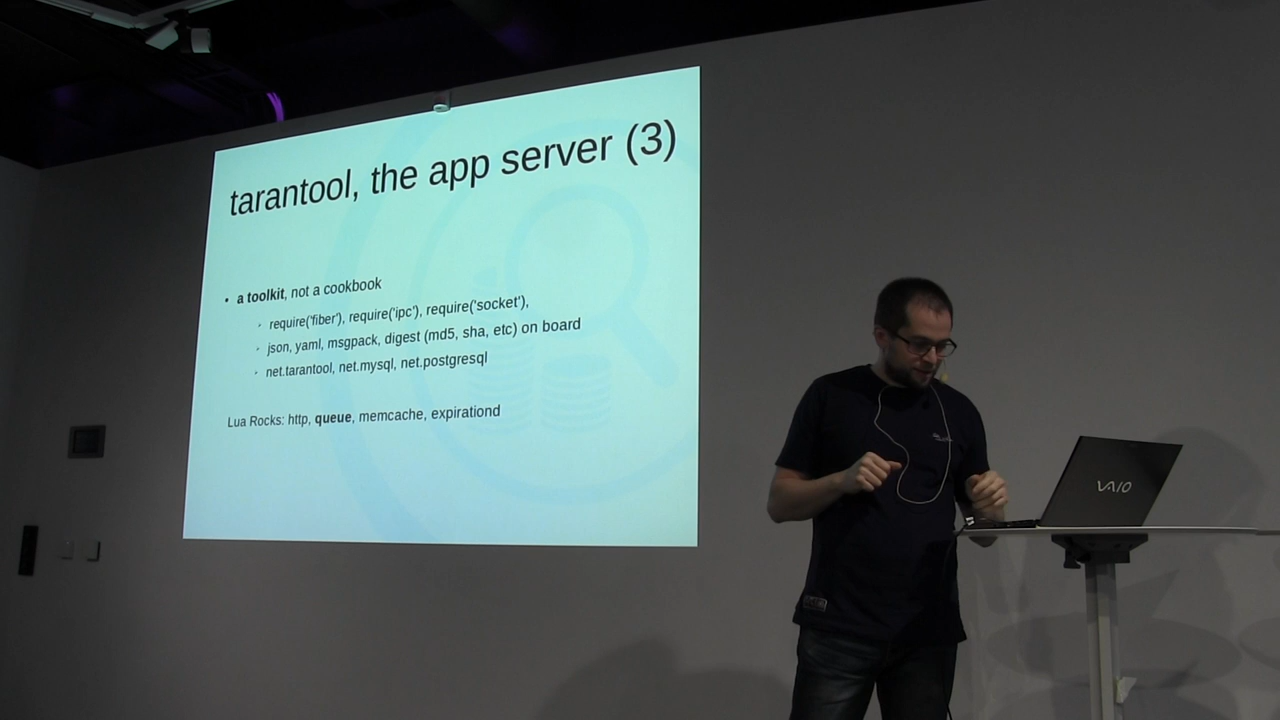 tarantool, the app server (3)
• a toolkit, not a cookbook
require('fiber'), require('ipc'), require('socket'),
json, yaml, msgpack, digest (md5, sha, etc) on board
net.tarantool, net.mysql, net.postgresql
Lua Rocks: http, queue, memcache, expirationd
VAIO